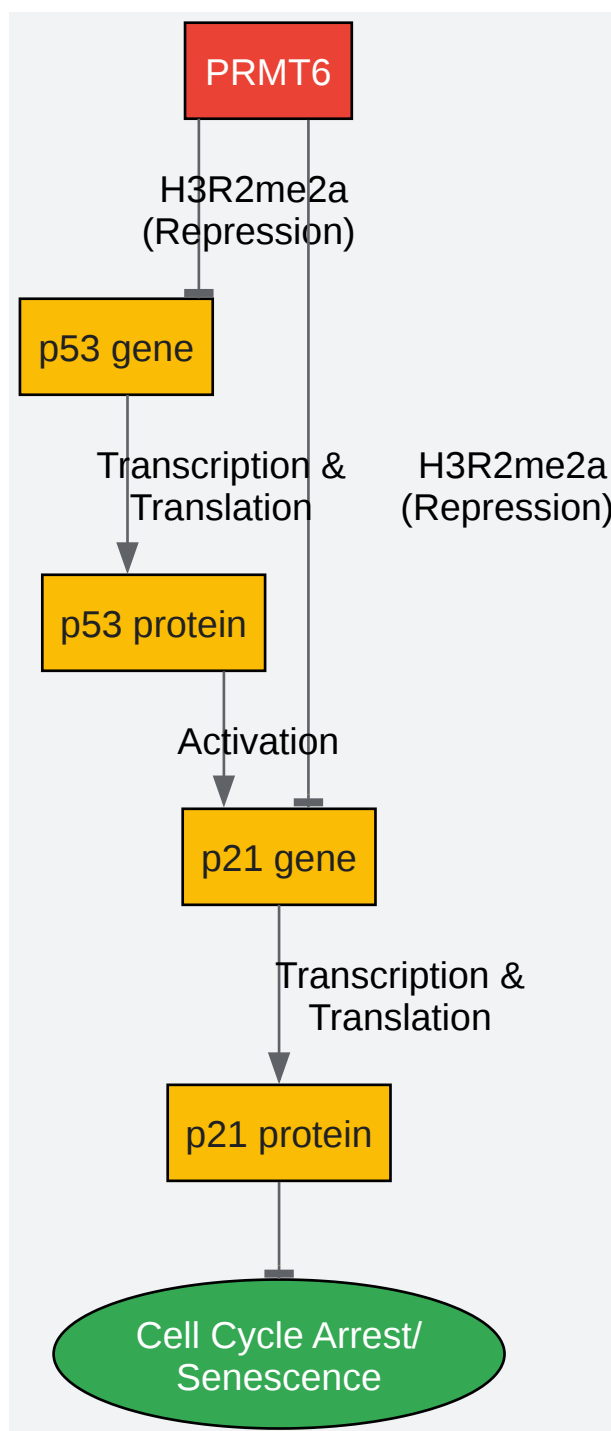 PRMT6
H3R2me2a
(Repression)
p53 gene
Transcription &
Translation
H3R2me2a
(Repression)
p53 protein
Activation
p21 gene
Transcription &
Translation
p21 protein
Cell Cycle Arrest/
Senescence